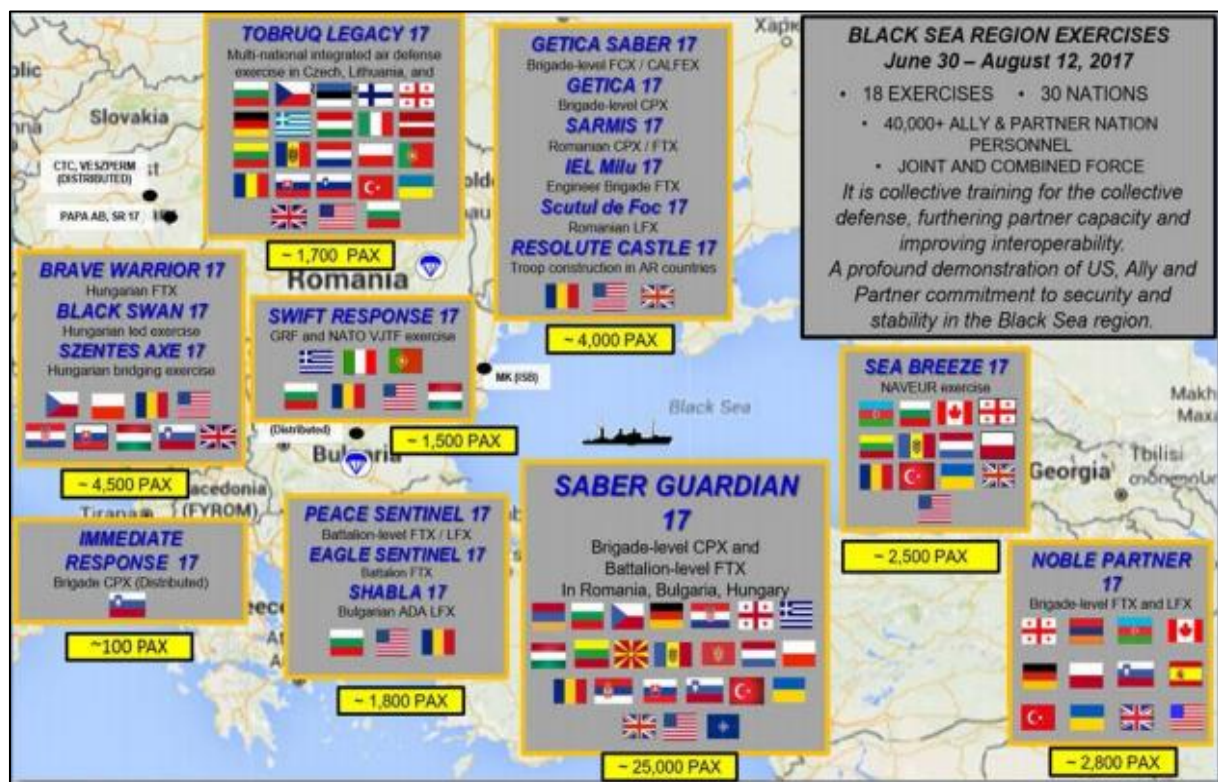 TOBRUQ LEGACY 17
Multi-national integrated air defense
exercise in Czech, Lithuania, and
~ 1,700 PAX
GETICA SABER 17
Brigade-level FCX / CALFEX
GETICA 17
Brigade-level CPX
SARMIS 17
Romanian CPX / FTX
IEL Milu 17
Engineer Brigade FTX
Scutul de Foc 17
Romanian LFX
RESOLUTE CASTLE 17
Troop construction in AR countries
~ 4,000 PAX
BLACK SEA REGION EXERCISES
June 30 – August 12, 2017
• 18 EXERCISES • 30 NATIONS
• 40,000+ ALLY & PARTNER NATION
PERSONNEL
• JOINT AND COMBINED FORCE
It is collective training for the collective
defense, furthering partner capacity and
improving interoperability.
A profound demonstration of US, Ally and
Partner commitment to security and
stability in the Black Sea region.
Slovakia
CTC, VESZPERM
(DISTRIBUTED)
PAPA AB, SR 17
Romania
BRAVE WARRIOR 17
Hungarian FTX
BLACK SWAN 17
Hungarian led exercise
SZENTES AXE 17
Hungarian bridging exercise
~ 4,500 PAX
SWIFT RESPONSE 17
GRF and NATO VJTF exercise
~ 1,500 PAX
MK (ISB)
(Distributed)
Bulgaria
Black Sea
SEA BREEZE 17
NAVEUR exercise
~ 2,500 PAX
Georgia
Tbilisi
(FYROM)
IMMEDIATE
RESPONSE 17
Brigade CPX (Distributed)
~100 PAX
PEACE SENTINEL 17
Battalion-level FTX / LFX
EAGLE SENTINEL 17
Battalion FTX
SHABLA 17
Bulgarian ADA LFX
~ 1,800 PAX
SABER GUARDIAN
17
Brigade-level CPX and
Battalion-level FTX
In Romania, Bulgaria, Hungary
~ 25,000 PAX
NOBLE PARTNER
17
Brigade-level FTX and LFX
~ 2,800 PAX